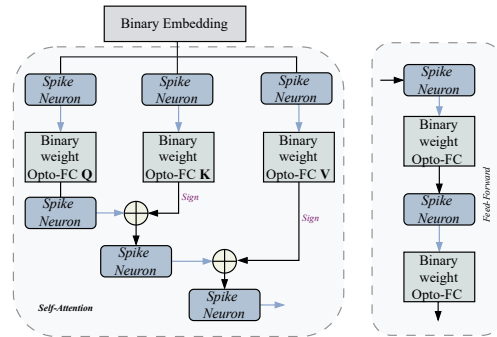 Binary Embedding
Spike
Neuron
Spike
Neuron
Spike
Neuron
Binary
weight
Opto-FC Q
Binary
weight
Opto-FC K
Binary
weight
Opto-FC V
Sign
Spike
Neuron
Sign
Spike
Neuron
Spike
Neuron
Self-Attention
Spike
Neuron
Binary
weight
Opto-FC
Spike
Neuron
Binary
weight
Opto-FC
Feed-Forward